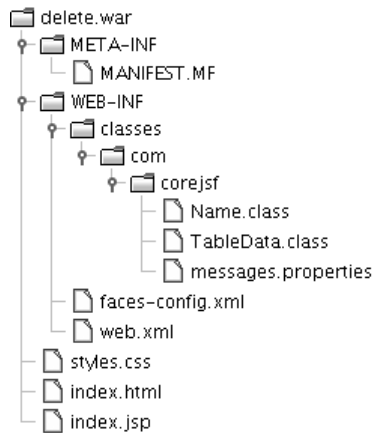 delete.war
META-INF
MANIFEST.MF
WEB-INF
classes
com
corejsf
Name.class
TableData.class
messages.properties
faces-config.xml
web.xml
styles.css
index.html
index.jsp